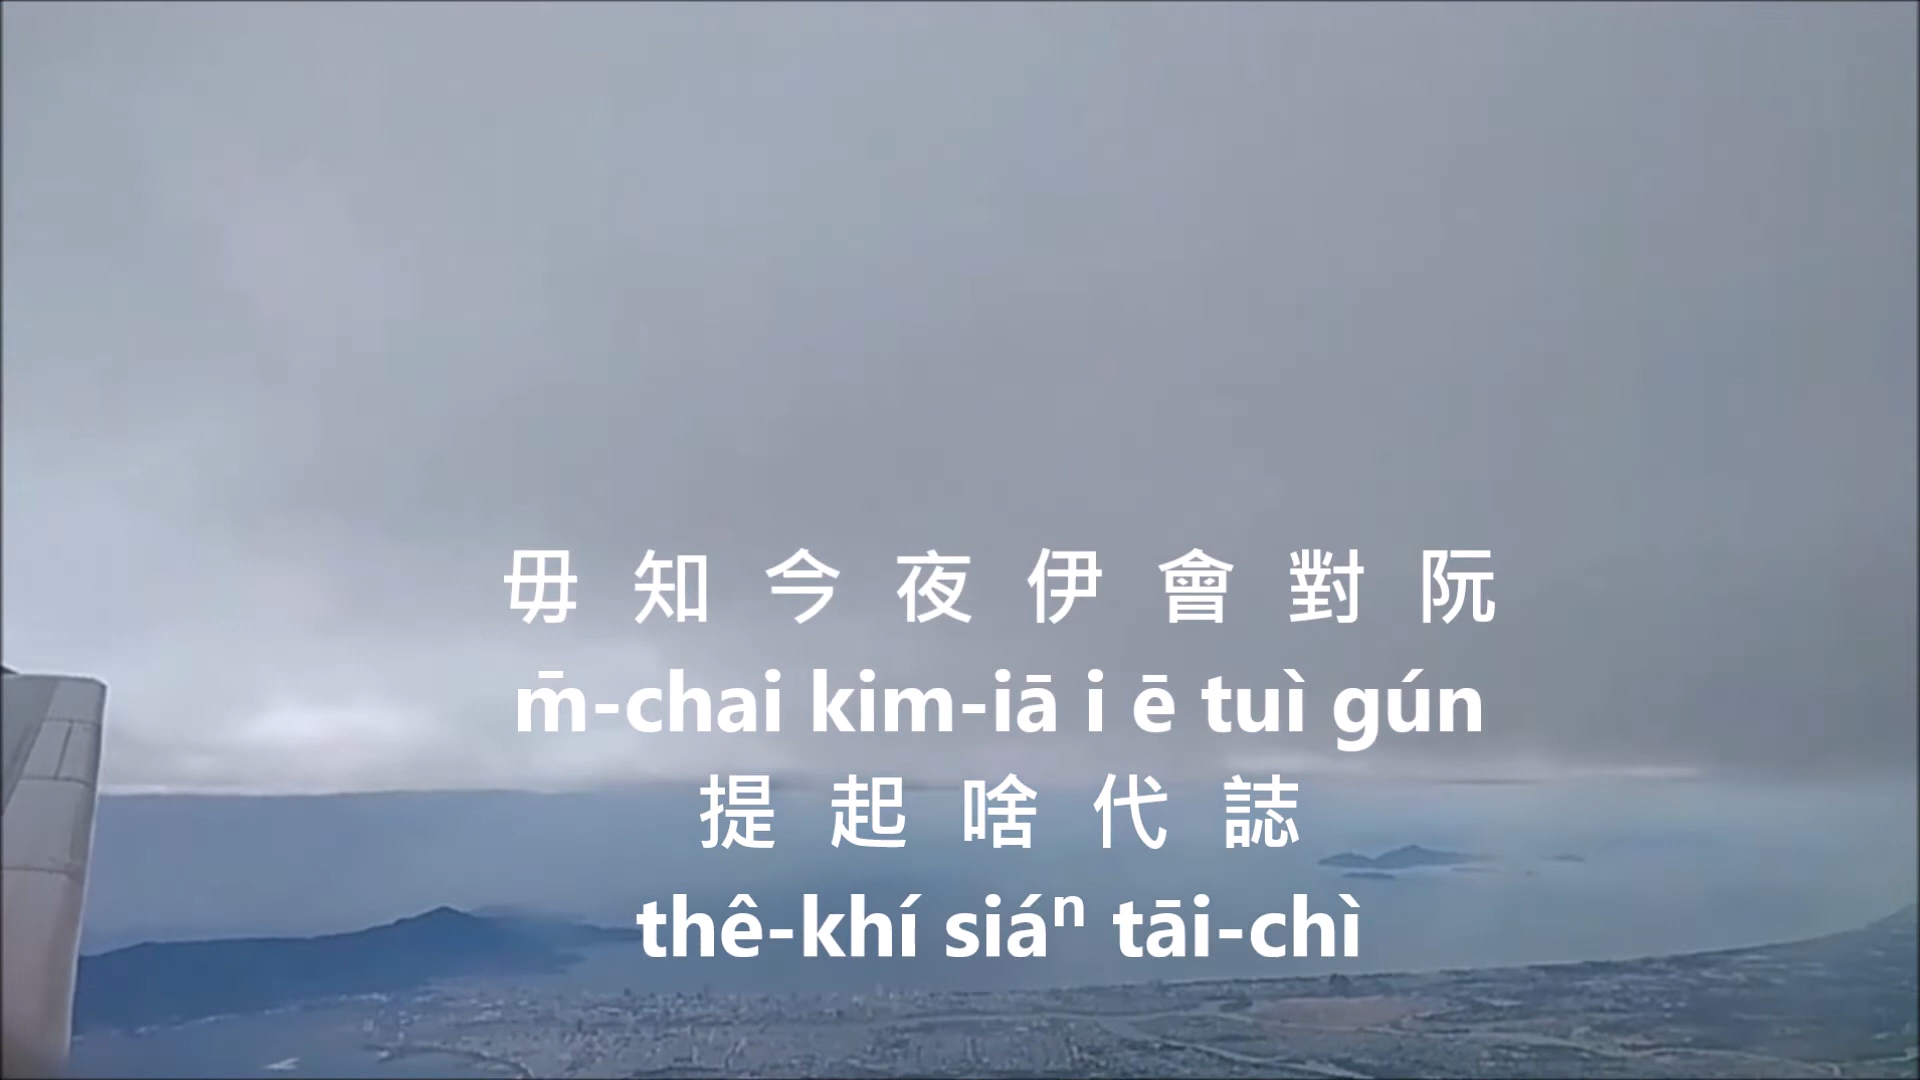 毋知今夜伊會對阮
m̄-chai kim-iā i ē tuì gún
提起啥代誌
thê-khí siáⁿ tāi-chì